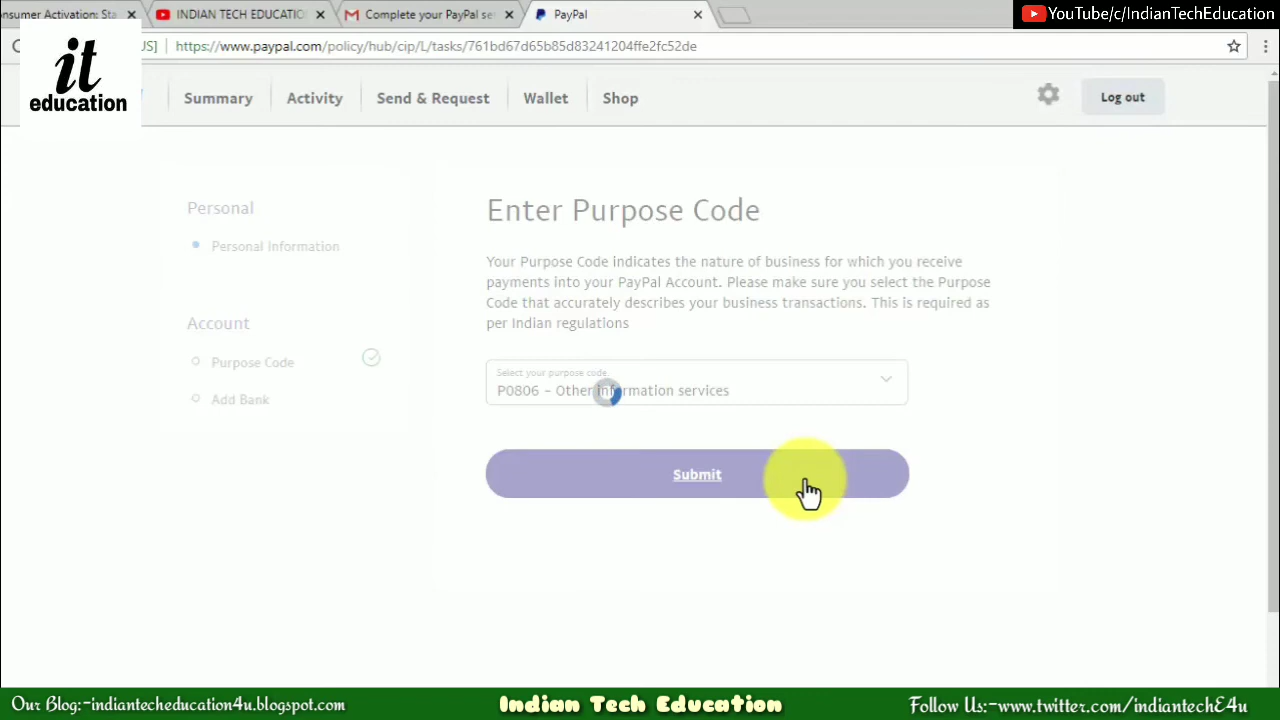 onsumer Activation: Sta
INDIAN TECH EDUCATIO
Complete your PayPal se
PayPal
YouTube/c/IndianTechEducation
US]
https://www.paypal.com/policy/hub/cip/L/tasks/761bd67d65b85d83241204ffe2fc52de
it
education
Summary
Activity
Send & Request
Wallet
Shop
Log out
Personal
Personal Information
Account
Purpose Code
Add Bank
Enter Purpose Code
Your Purpose Code indicates the nature of business for which you receive
payments into your PayPal Account. Please make sure you select the Purpose
Code that accurately describes your business transactions. This is required as
per Indian regulations
Select your purpose code.
P0806 - Other information services
Submit
Our Blog:-indiantecheducation4u.blogspot.com
Indian Tech Education
Follow Us:-www.twitter.com/indiantechE4u